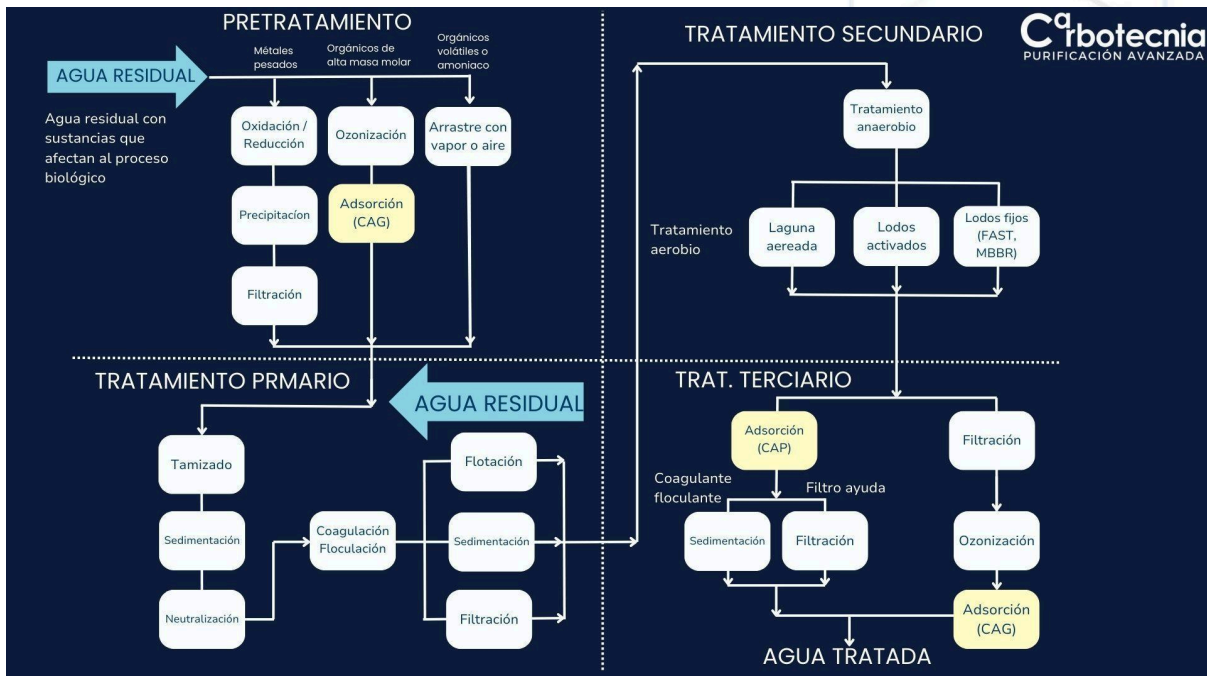 PRETRATAMIENTO
AGUA RESIDUAL
Agua residual con
sustancias que
afectan al proceso
biológico
Métales
pesados
Orgánicos de
alta masa molar
Orgánicos
volátiles o
amoniaco
Oxidación /
Reducción
Ozonización
Arrastre con
vapor o aire
Precipitacíon
Adsorción
(CAG)
Filtración
TRATAMIENTO SECUNDARIO
Carbotecnia
PURIFICACIÓN AVANZADA
Tratamiento
anaerobio
Tratamiento
aerobio
Laguna
aereada
Lodos
activados
Lodos fijos
(FAST,
MBBR)
TRATAMIENTO PRMARIO
AGUA RESIDUAL
Tamizado
Sedimentación
Neutralización
Coagulación
Floculación
Flotación
Sedimentación
Filtración
TRAT. TERCIARIO
Adsorción
(CAP)
Filtración
Coagulante
floculante
Filtro ayuda
Sedimentación
Filtración
Ozonización
Adsorción
(CAG)
AGUA TRATADA